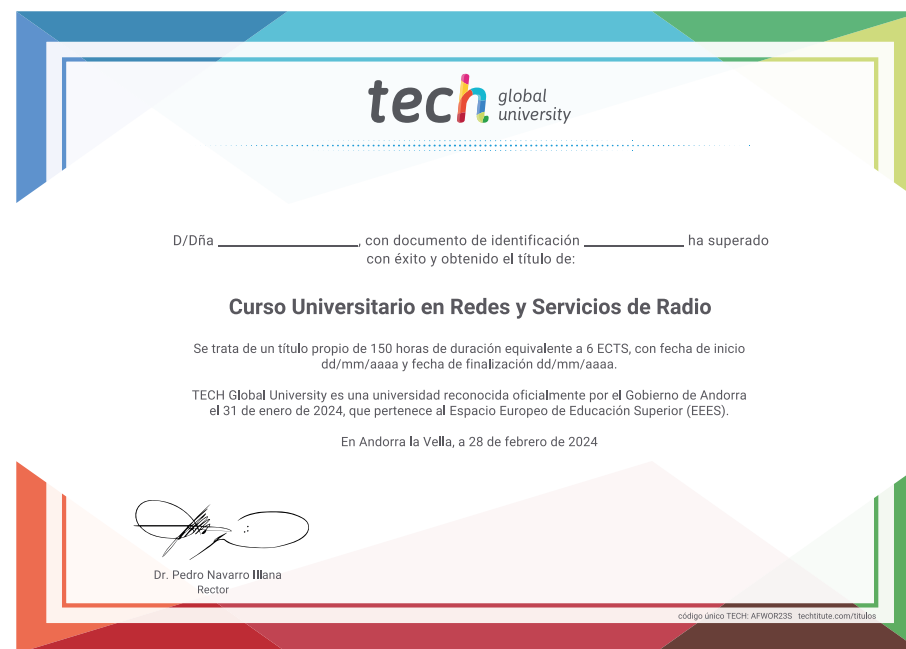 tech global university
D/Dña ____________________, con documento de identificación ______________ ha superado
con éxito y obtenido el título de:
Curso Universitario en Redes y Servicios de Radio
Se trata de un título propio de 150 horas de duración equivalente a 6 ECTS, con fecha de inicio
dd/mm/aaaa y fecha de finalización dd/mm/aaaa.
TECH Global University es una universidad reconocida oficialmente por el Gobierno de Andorra
el 31 de enero de 2024, que pertenece al Espacio Europeo de Educación Superior (EEES).
En Andorra la Vella, a 28 de febrero de 2024
Dr. Pedro Navarro Illana
Rector
código único TECH: AFWOR23S techtitute.com/titulos